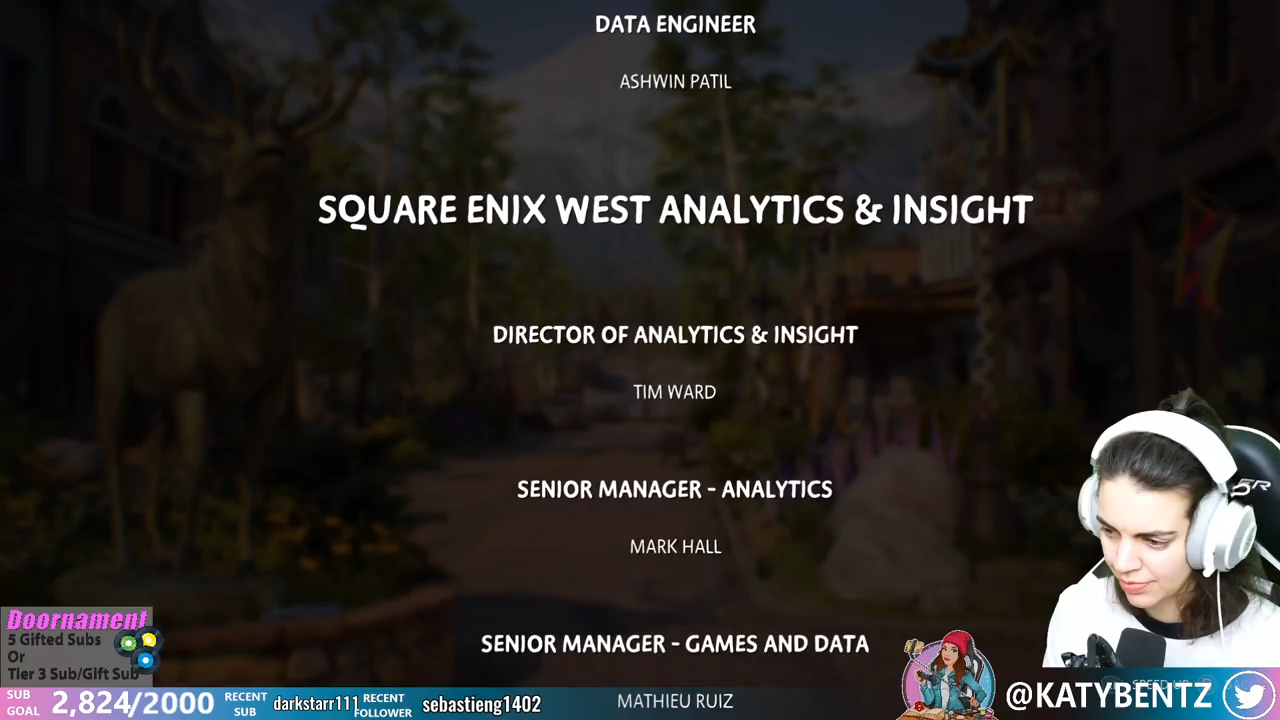 DATA ENGINEER
ASHWIN PATIL
SQUARE ENIX WEST ANALYTICS & INSIGHT
DIRECTOR OF ANALYTICS & INSIGHT
TIM WARD
SENIOR MANAGER - ANALYTICS
MARK HALL
SENIOR MANAGER - GAMES AND DATA
MATHIEU RUIZ
Doornament
5 Gifted Subs
Or
Tier 3 Sub/Gift Sub
SUB GOAL 2,824/2000 RECENT SUB darkstarr111 RECENT FOLLOWER sebastieng1402
@KATYBENTZ
SPEED UP